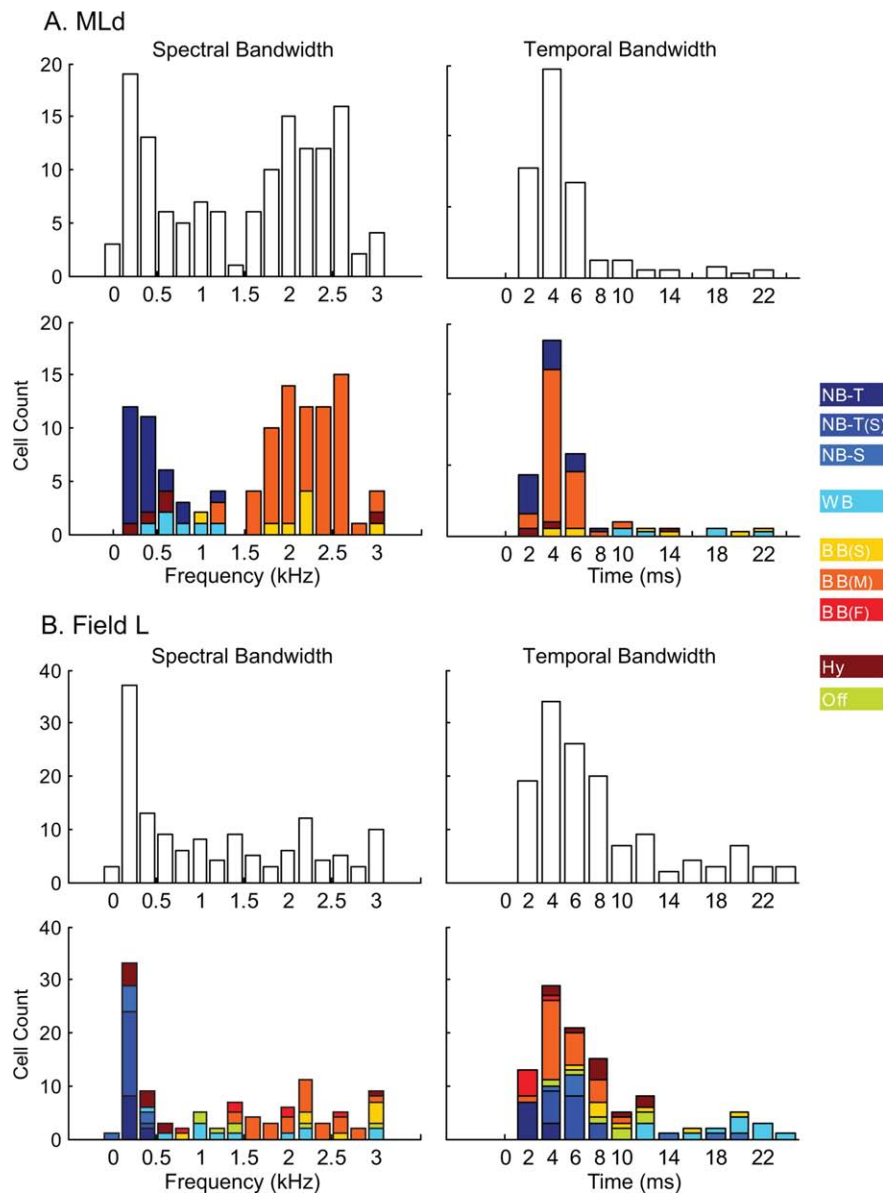 A. MLd
Spectral Bandwidth
Temporal Bandwidth
20
15
10
5
0
0 0.5 1 1.5 2 2.5 3
0 2 4 6 8 10 14 18 22
20
15
10
5
0
Cell Count
0 0.5 1 1.5 2 2.5 3
Frequency (kHz)
0 2 4 6 8 10 14 18 22
Time (ms)
NB-T
NB-T(S)
NB-S
WB
BB(S)
BB(M)
BB(F)
Hy
Off
B. Field L
Spectral Bandwidth
Temporal Bandwidth
40
30
20
10
0
0 0.5 1 1.5 2 2.5 3
0 2 4 6 8 10 14 18 22
40
30
20
10
0
Cell Count
0 0.5 1 1.5 2 2.5 3
Frequency (kHz)
0 2 4 6 8 10 14 18 22
Time (ms)